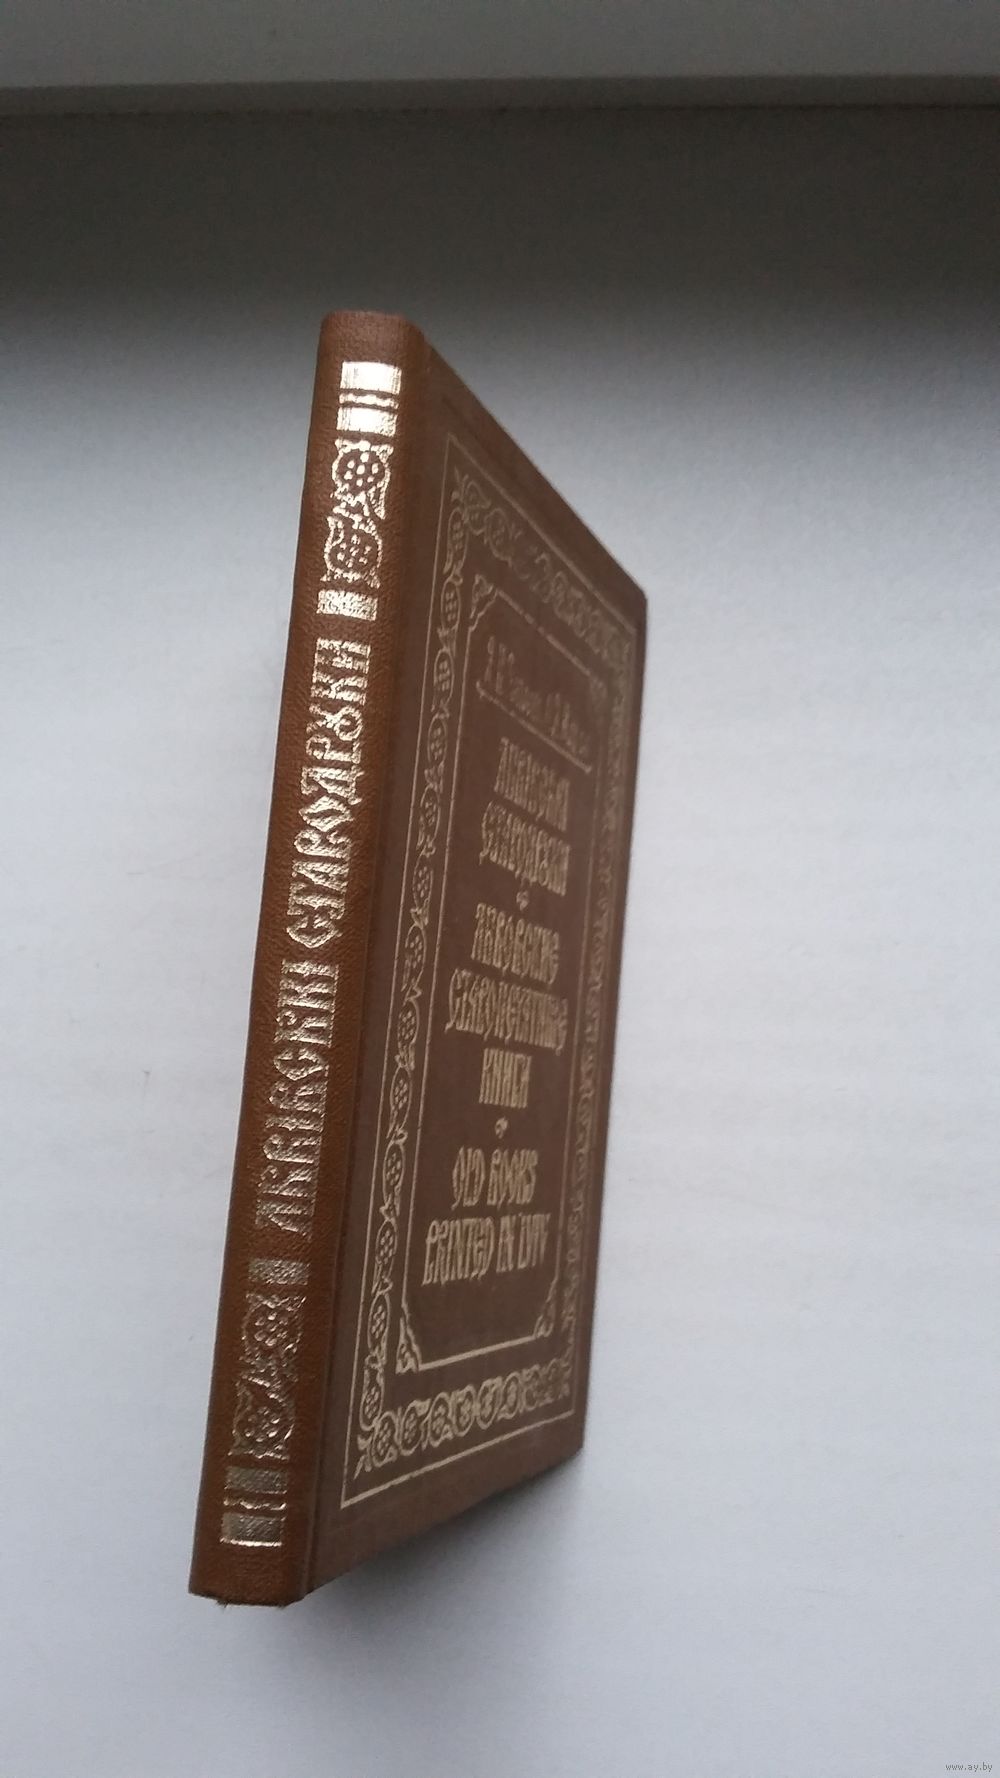 ЛЬВІВСЬКІ СТАРОДРУКИ
ЛЬВІВСЬКІ
СТАРОДРУКИ
ЛЬВОВСКИЕ
СТАРОПЕЧАТНЫЕ
КНИГИ
OLD BOOKS
PRINTED IN LVIV
www.ay.by